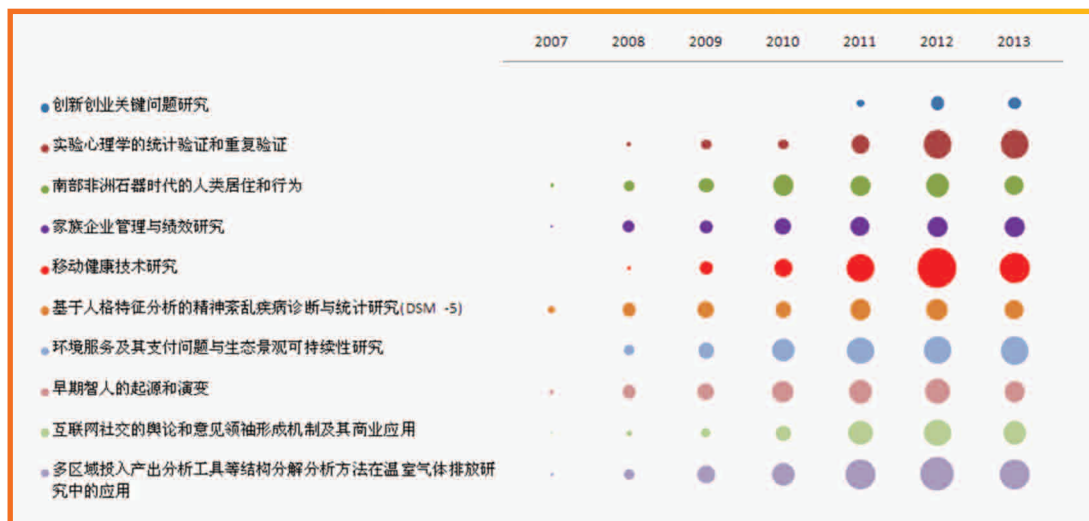 2007 2008 2009 2010 2011 2012 2013
创新创业关键问题研究
实验心理学的统计验证和重复验证
南部非洲石器时代的人类居住和行为
家族企业管理与绩效研究
移动健康技术研究
基于人格特征分析的精神紊乱疾病诊断与统计研究(DSM -5)
环境服务及其支付问题与生态景观可持续性研究
早期智人的起源和演变
互联网社交的舆论和意见领袖形成机制及其商业应用
多区域投入产出分析工具等结构分解分析方法在温室气体排放研
究中的应用